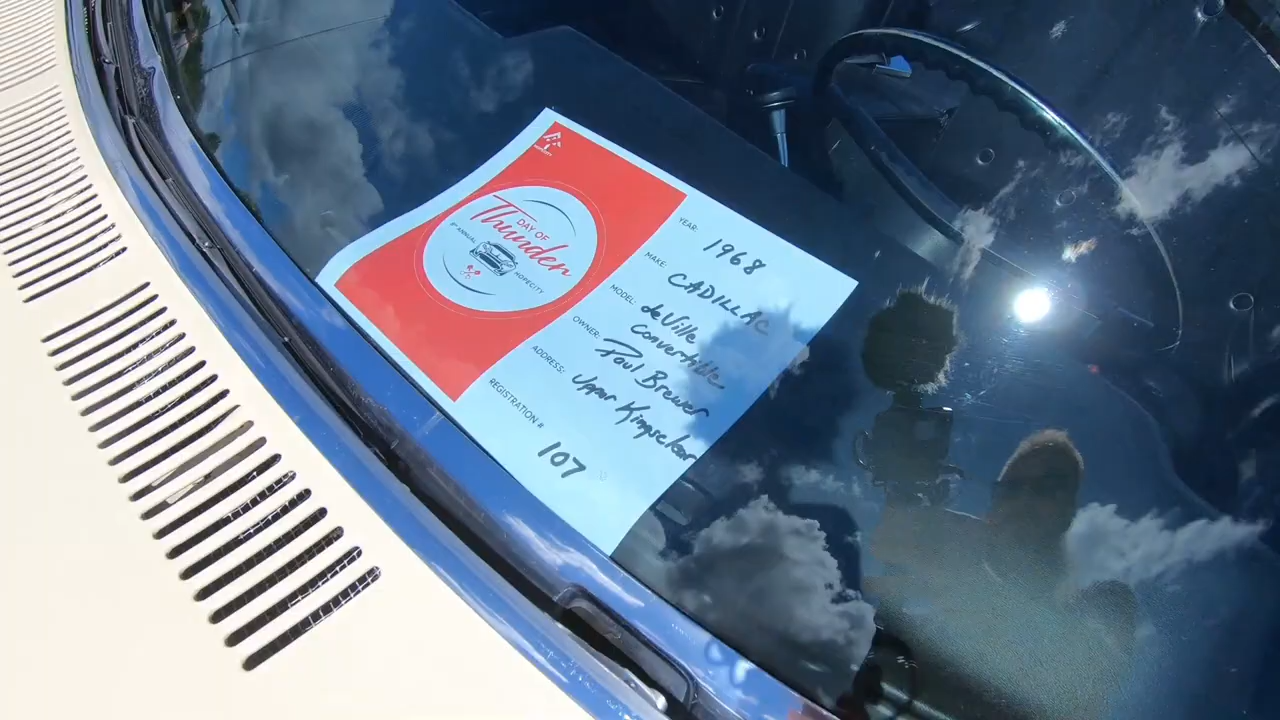 DAY OF
Thunder
8th ANNUAL
HOPECITY
YEAR: 1968
MAKE: CADILLAC
MODEL: deVille
Convertible
OWNER: Paul Brewer
ADDRESS: Upper Kingsclear
REGISTRATION #
107